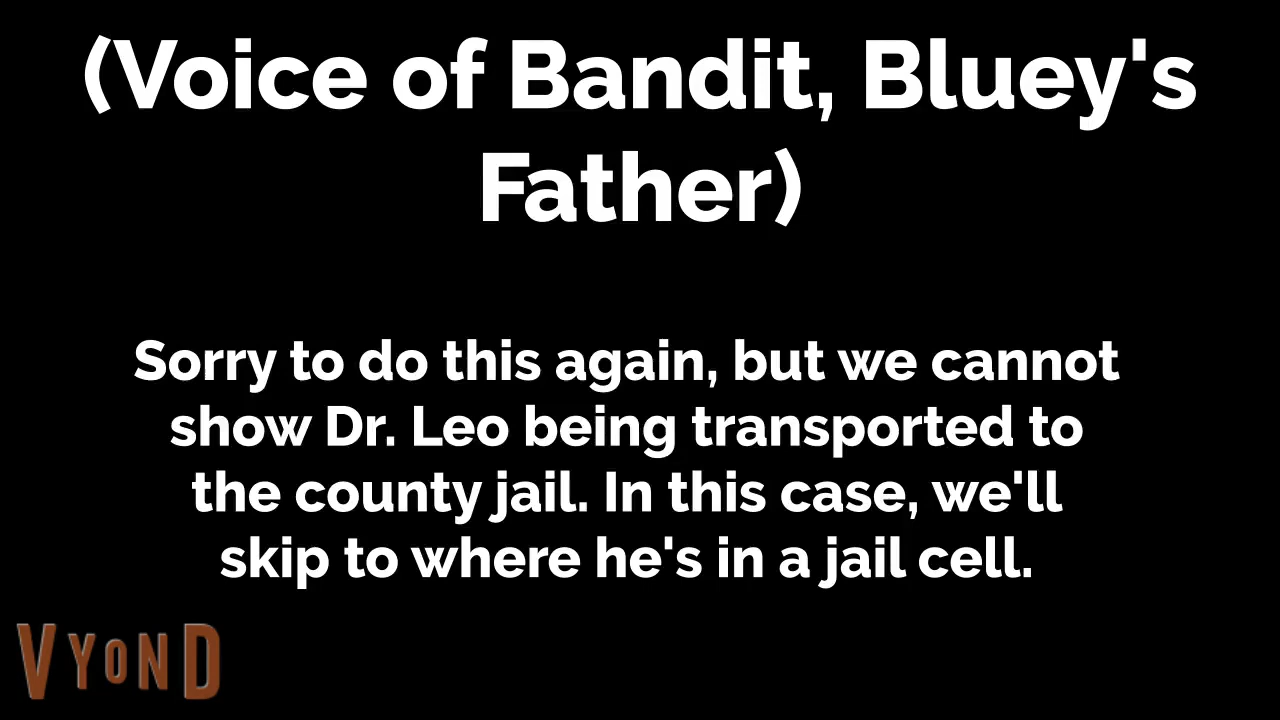 (Voice of Bandit, Bluey's
Father)
Sorry to do this again, but we cannot
show Dr. Leo being transported to
the county jail. In this case, we'll
skip to where he's in a jail cell.
VYOND